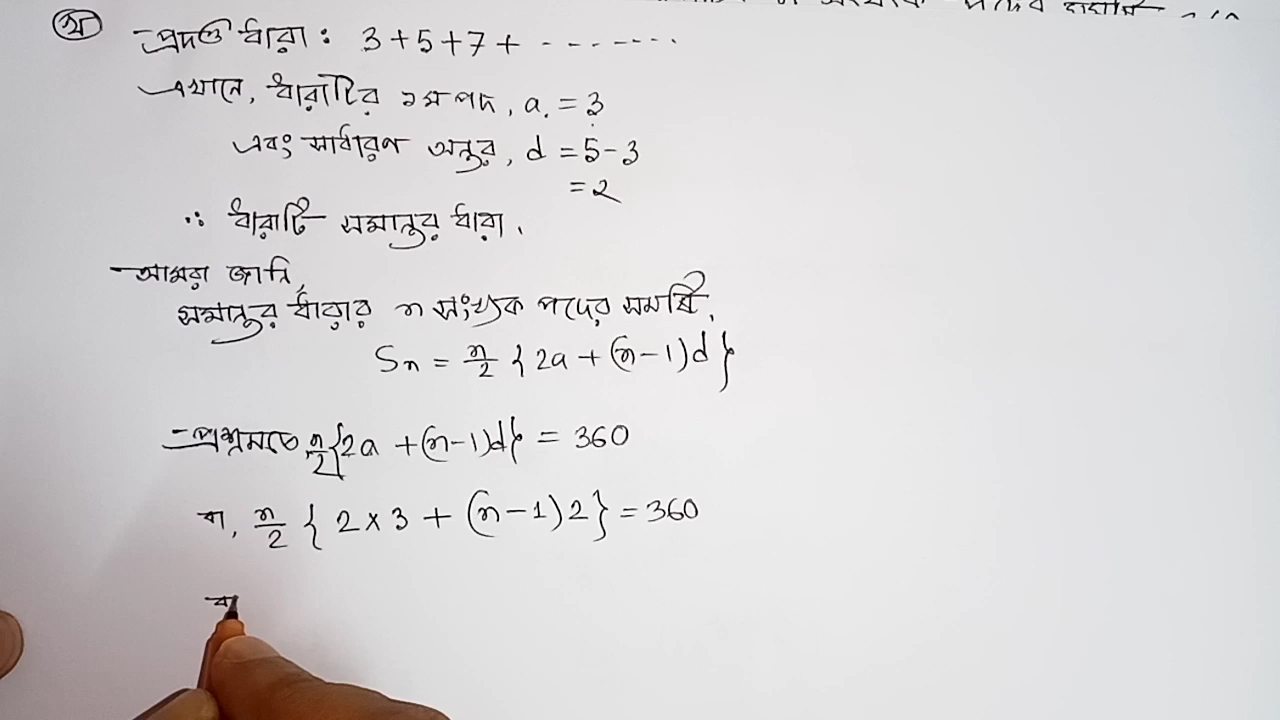 খ প্রদত্ত ধারা : 3 + 5 + 7 + --------
এখানে, ধারাটির ১ম পদ, a = 3
এবং সাধারণ অন্তর, d = 5 - 3
= 2
∴ ধারাটি সমান্তর ধারা.
আমরা জানি,
সমান্তর ধারার n সংখ্যক পদের সমষ্টি,
Sn = n/2 {2a + (n-1)d}
প্রশ্নমতে, n/2 {2a + (n-1)d} = 360
বা, n/2 {2 × 3 + (n-1)2} = 360
বা